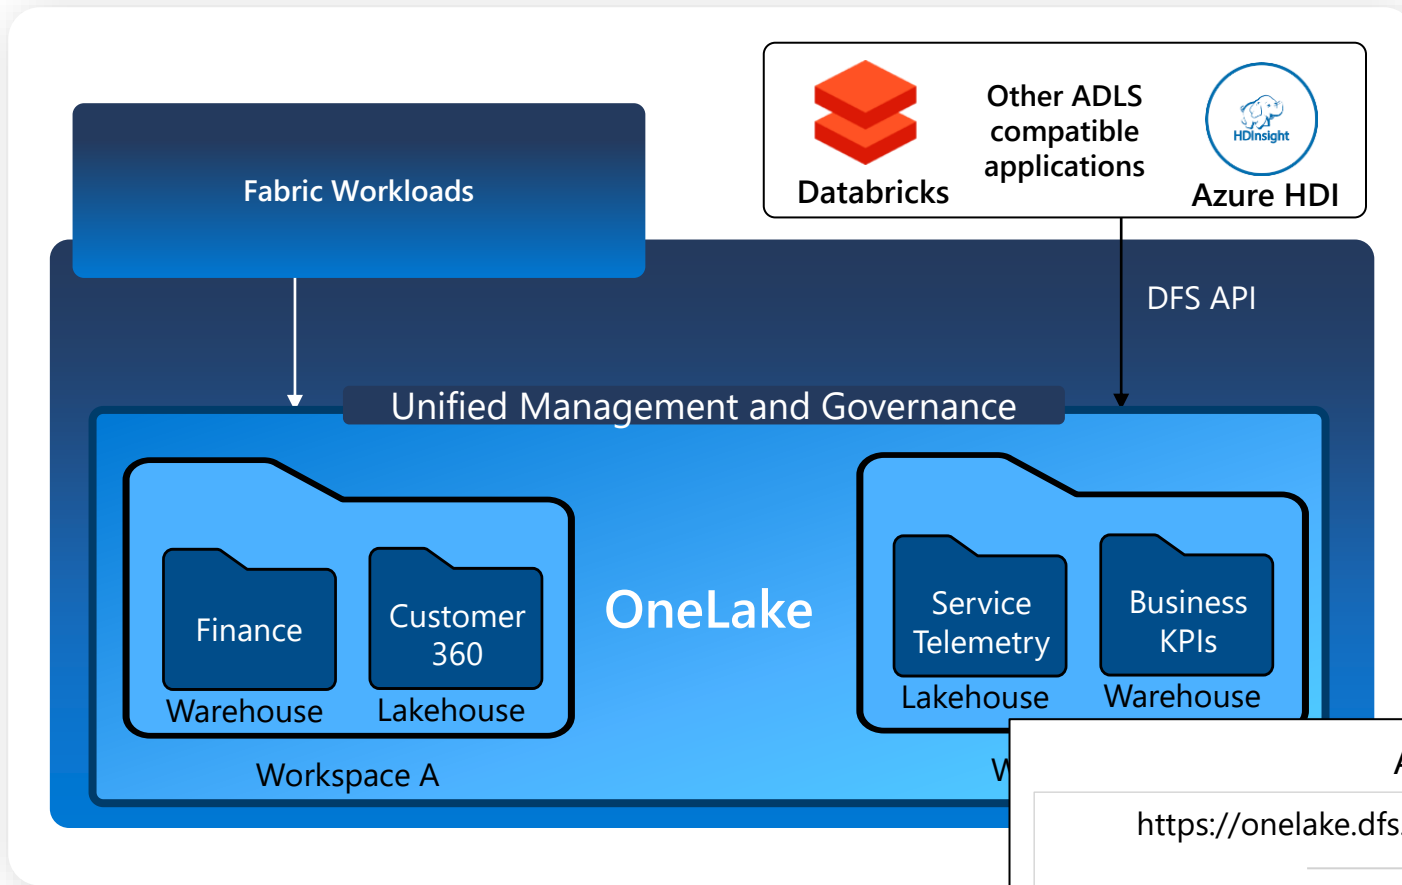 Fabric Workloads
Databricks
Other ADLS
compatible
applications
HDInsight
Azure HDI
DFS API
Unified Management and Governance
Finance
Warehouse
Customer
360
Lakehouse
Workspace A
OneLake
Service
Telemetry
Lakehouse
Business
KPIs
Warehouse
https://onelake.dfs.